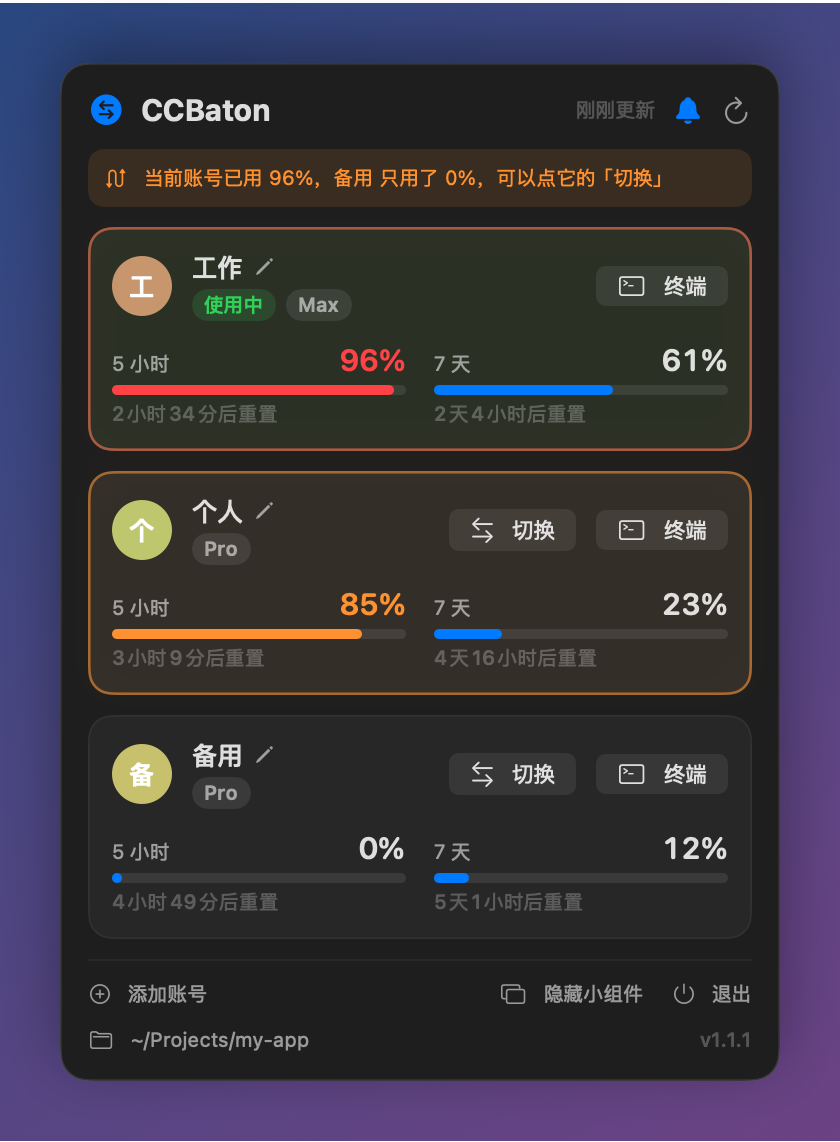 CCBaton 刚刚更新
当前账号已用 96%，备用 只用了 0%，可以点它的「切换」
工 工作 终端
使用中 Max
5 小时 96% 7 天 61%
2小时34分后重置 2天4小时后重置
个 个人 切换 终端
Pro
5 小时 85% 7 天 23%
3小时9分后重置 4天16小时后重置
备 备用 切换 终端
Pro
5 小时 0% 7 天 12%
4小时49分后重置 5天1小时后重置
添加账号 隐藏小组件 退出
~/Projects/my-app v1.1.1